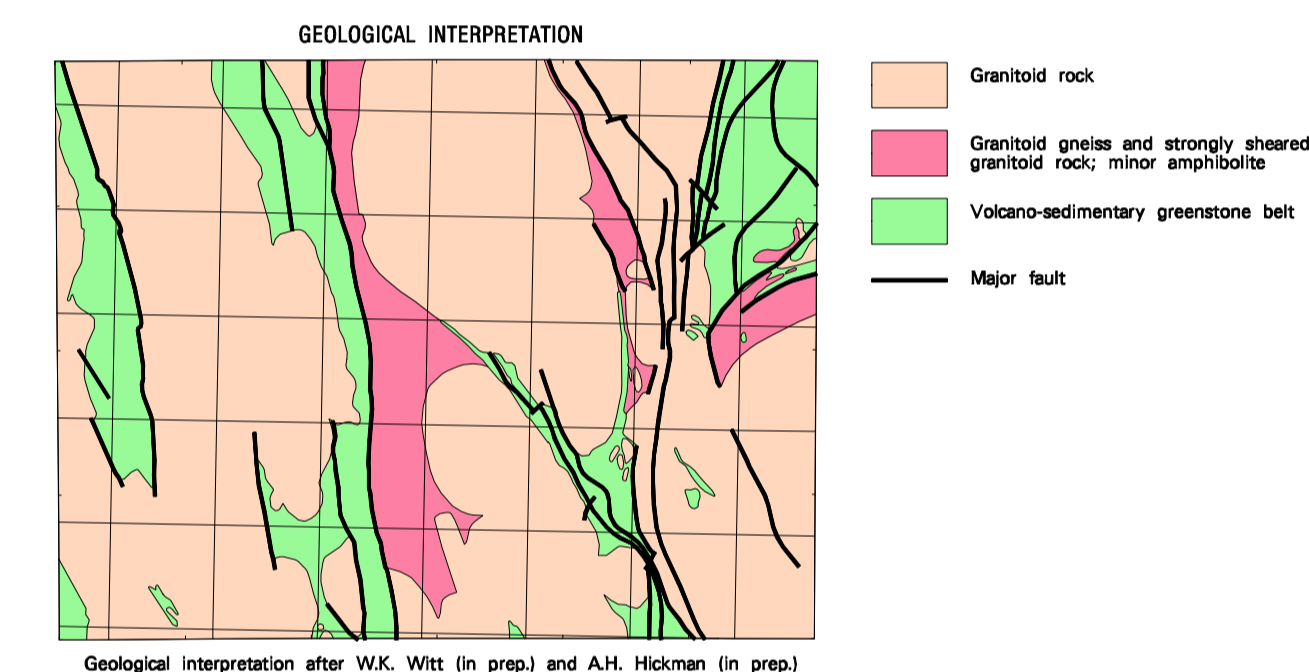 GEOLOGICAL INTERPRETATION
Granitoid rock
Granitoid gneiss and strongly sheared
granitoid rock; minor amphibolite
Volcano-sedimentary greenstone belt
Major fault
Geological interpretation after W.K. Witt (in prep.) and A.H. Hickman (in prep.)